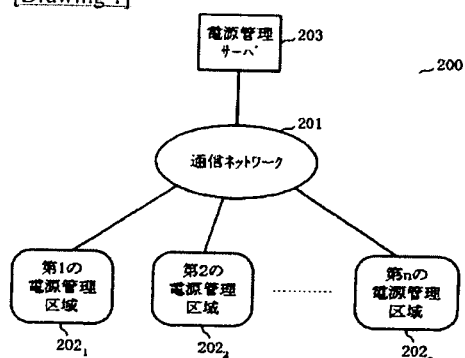 [Drawing
電源管理
サーバ
203
200
201
通信ネットワーク
第1の
電源管理
区域
第2の
電源管理
区域
第nの
電源管理
区域
202₁
202₂
202